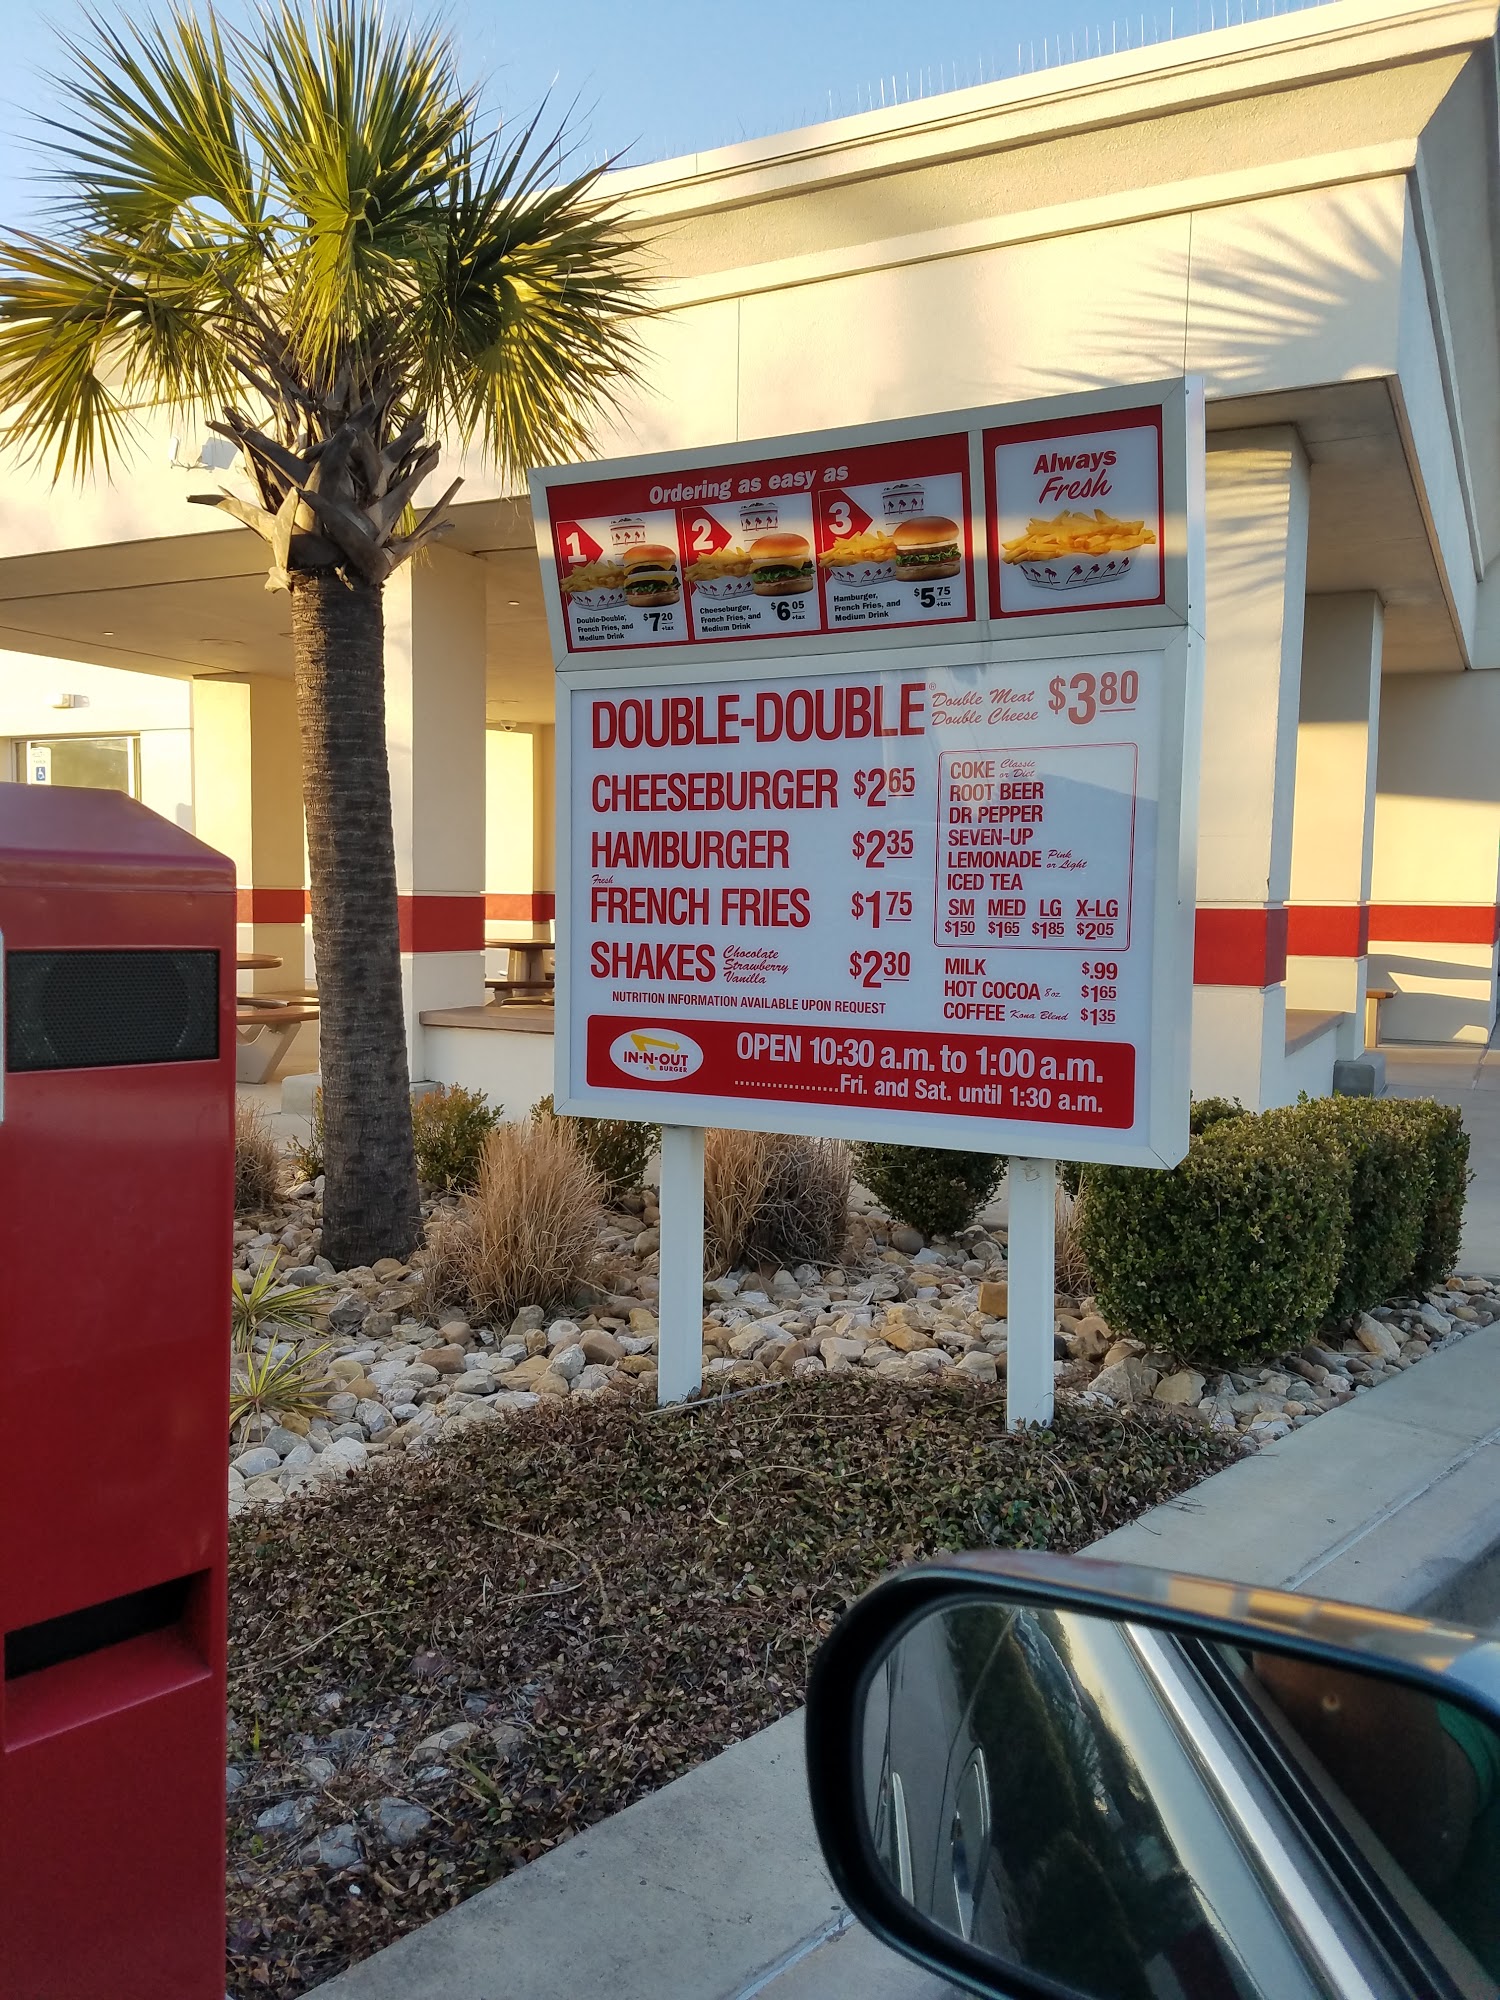 Ordering as easy as
1
Double-Double,
French Fries, and
Medium Drink
$7.20
+tax
2
Cheeseburger,
French Fries, and
Medium Drink
$6.05
+tax
3
Hamburger,
French Fries, and
Medium Drink
$5.75
+tax
Always
Fresh
DOUBLE-DOUBLE® Double Meat Double Cheese $3.80
CHEESEBURGER $2.65
HAMBURGER $2.35
Fresh
FRENCH FRIES $1.75
SHAKES Chocolate Strawberry Vanilla $2.30
NUTRITION INFORMATION AVAILABLE UPON REQUEST
COKE Classic or Diet
ROOT BEER
DR PEPPER
SEVEN-UP
LEMONADE Pink or Light
ICED TEA
SM MED LG X-LG
$1.50 $1.65 $1.85 $2.05
MILK $.99
HOT COCOA 8oz. $1.65
COFFEE Kona Blend $1.35
IN-N-OUT
BURGER
OPEN 10:30 a.m. to 1:00 a.m.
...................Fri. and Sat. until 1:30 a.m.